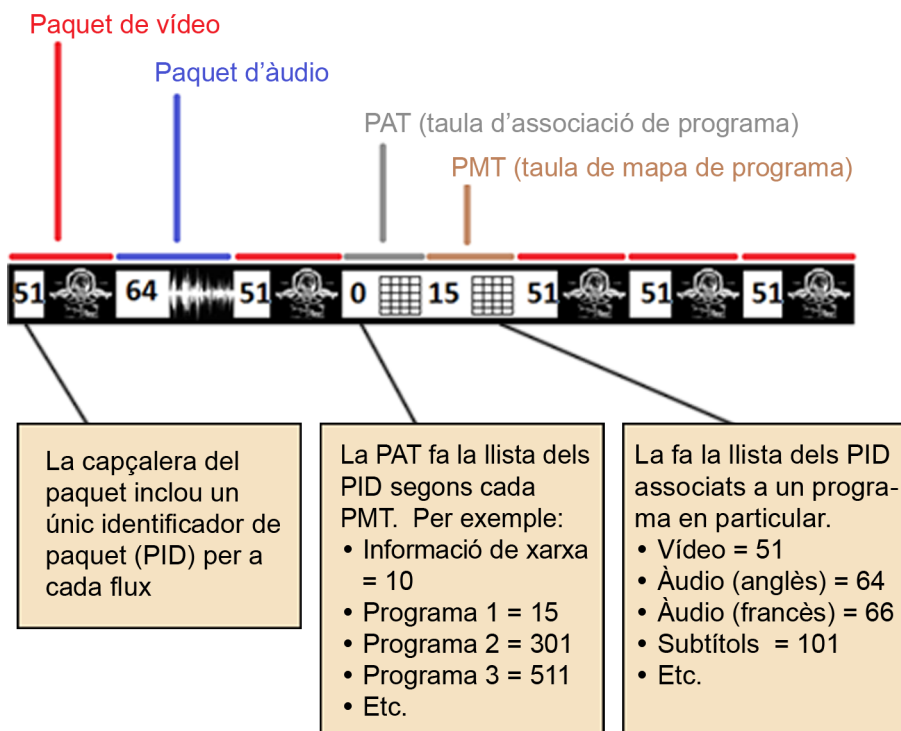 Paquet de vídeo
Paquet d'àudio
PAT (taula d'associació de programa)
PMT (taula de mapa de programa)
51 64 51 0 15 51 51 51
La capçalera del
paquet inclou un
únic identificador de
paquet (PID) per a
cada flux
La PAT fa la llista dels
PID segons cada
PMT. Per exemple:
• Informació de xarxa
= 10
• Programa 1 = 15
• Programa 2 = 301
• Programa 3 = 511
• Etc.
La fa la llista dels PID
associats a un progra-
ma en particular.
• Vídeo = 51
• Àudio (anglès) = 64
• Àudio (francès) = 66
• Subtítols = 101
• Etc.